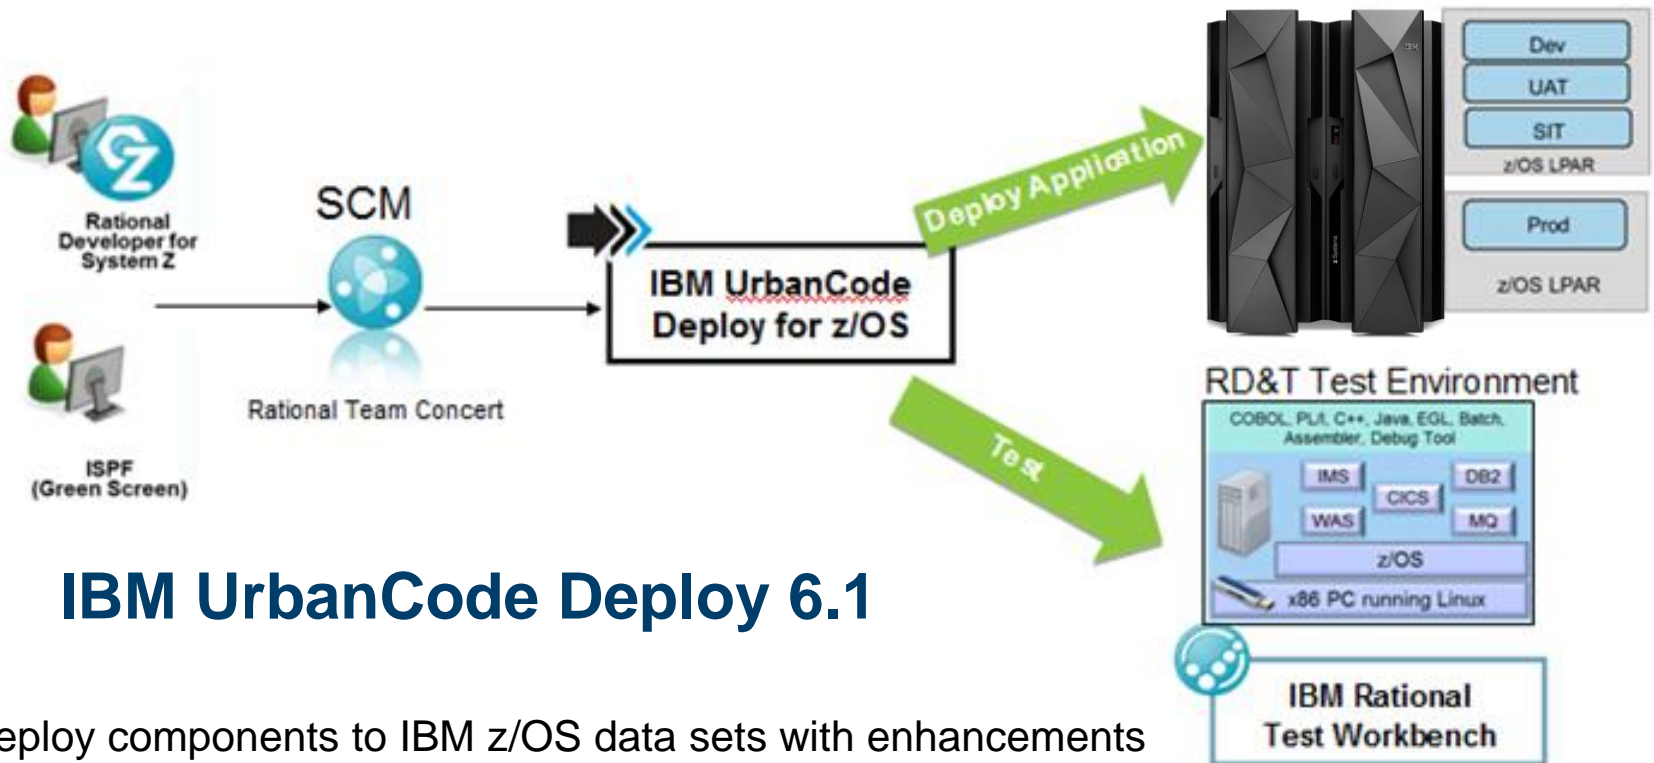 Rational
Developer for
System Z
ISPF
(Green Screen)
SCM
Rational Team Concert
IBM UrbanCode
Deploy for z/OS
Deploy Application
Test
IBM
z Systems
Dev
UAT
SIT
z/OS LPAR
Prod
z/OS LPAR
RD&T Test Environment
COBOL, PL/I, C++, Java, EGL, Batch,
Assembler, Debug Tool
IMS
DB2
CICS
WAS
MQ
z/OS
x86 PC running Linux
IBM Rational
Test Workbench
IBM UrbanCode Deploy 6.1
eploy components to IBM z/OS data sets with enhancements